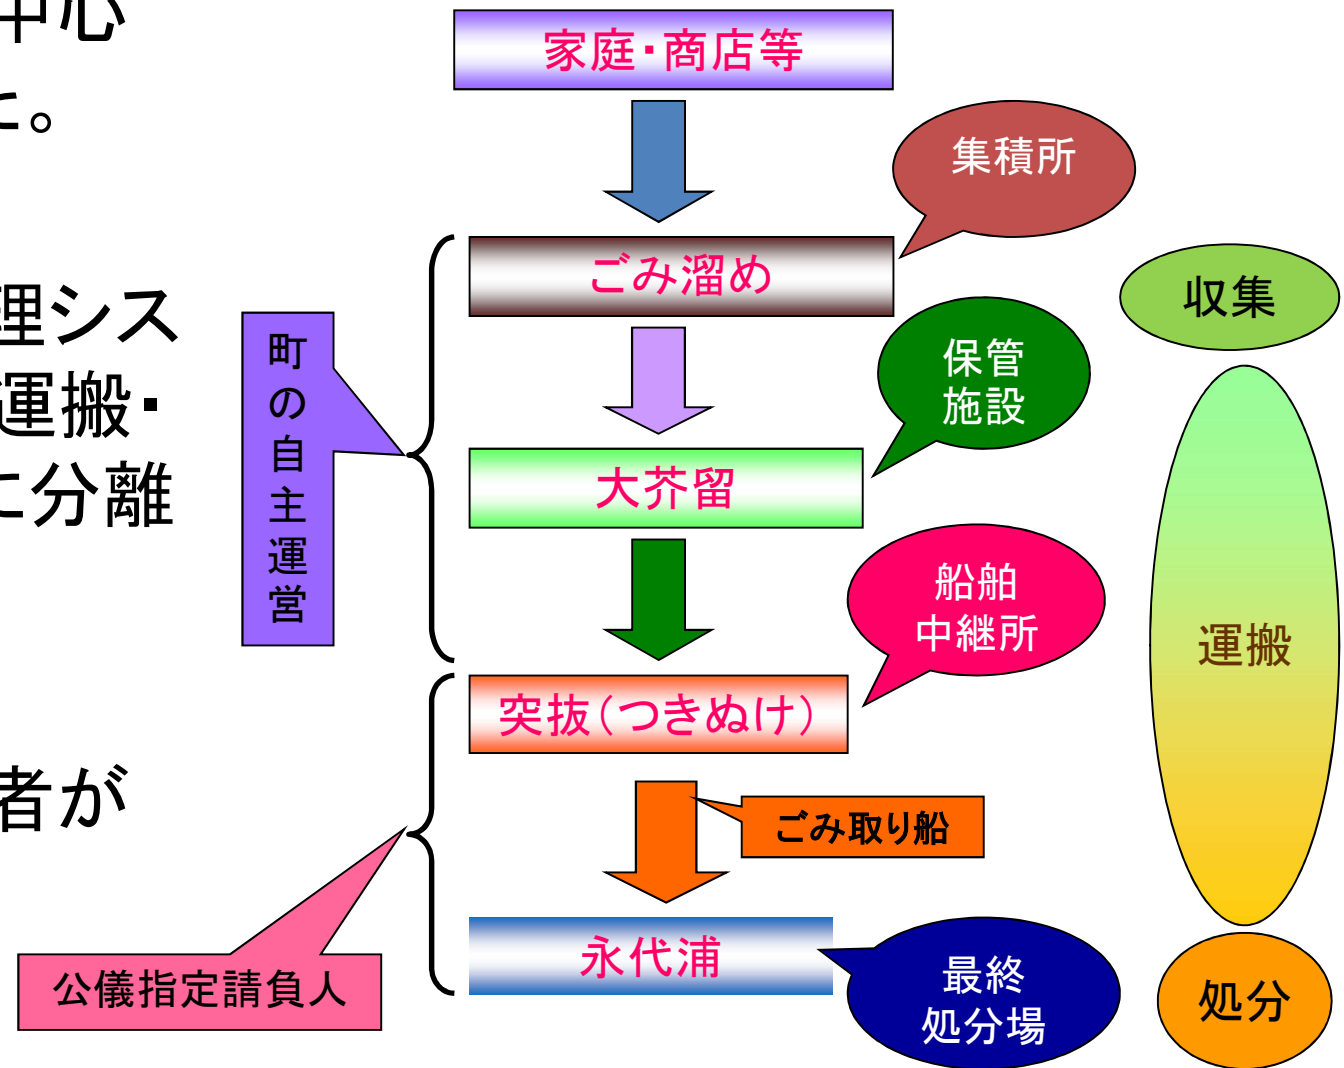 中心
た。
理シス
運搬・
に分離
者が
家庭・商店等
集積所
ごみ溜め
収集
町の自主運営
保管
施設
大芥留
船舶
中継所
運搬
突抜（つきぬけ）
ごみ取り船
公儀指定請負人
永代浦
最終
処分場
処分